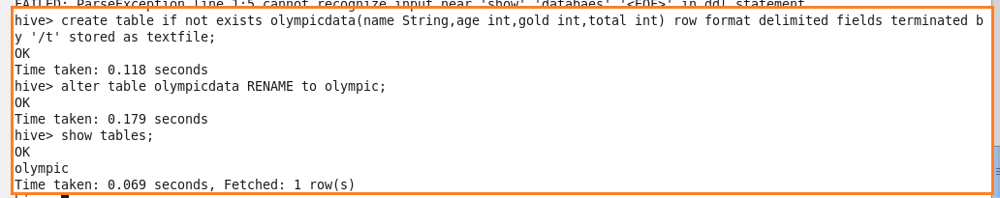 FAILED: ParseException line 1:5 cannot recognize input near 'show' 'databaes' '<EOF>' in ddl statement
hive> create table if not exists olympicdata(name String,age int,gold int,total int) row format delimited fields terminated b
y '/t' stored as textfile;
OK
Time taken: 0.118 seconds
hive> alter table olympicdata RENAME to olympic;
OK
Time taken: 0.179 seconds
hive> show tables;
OK
olympic
Time taken: 0.069 seconds, Fetched: 1 row(s)